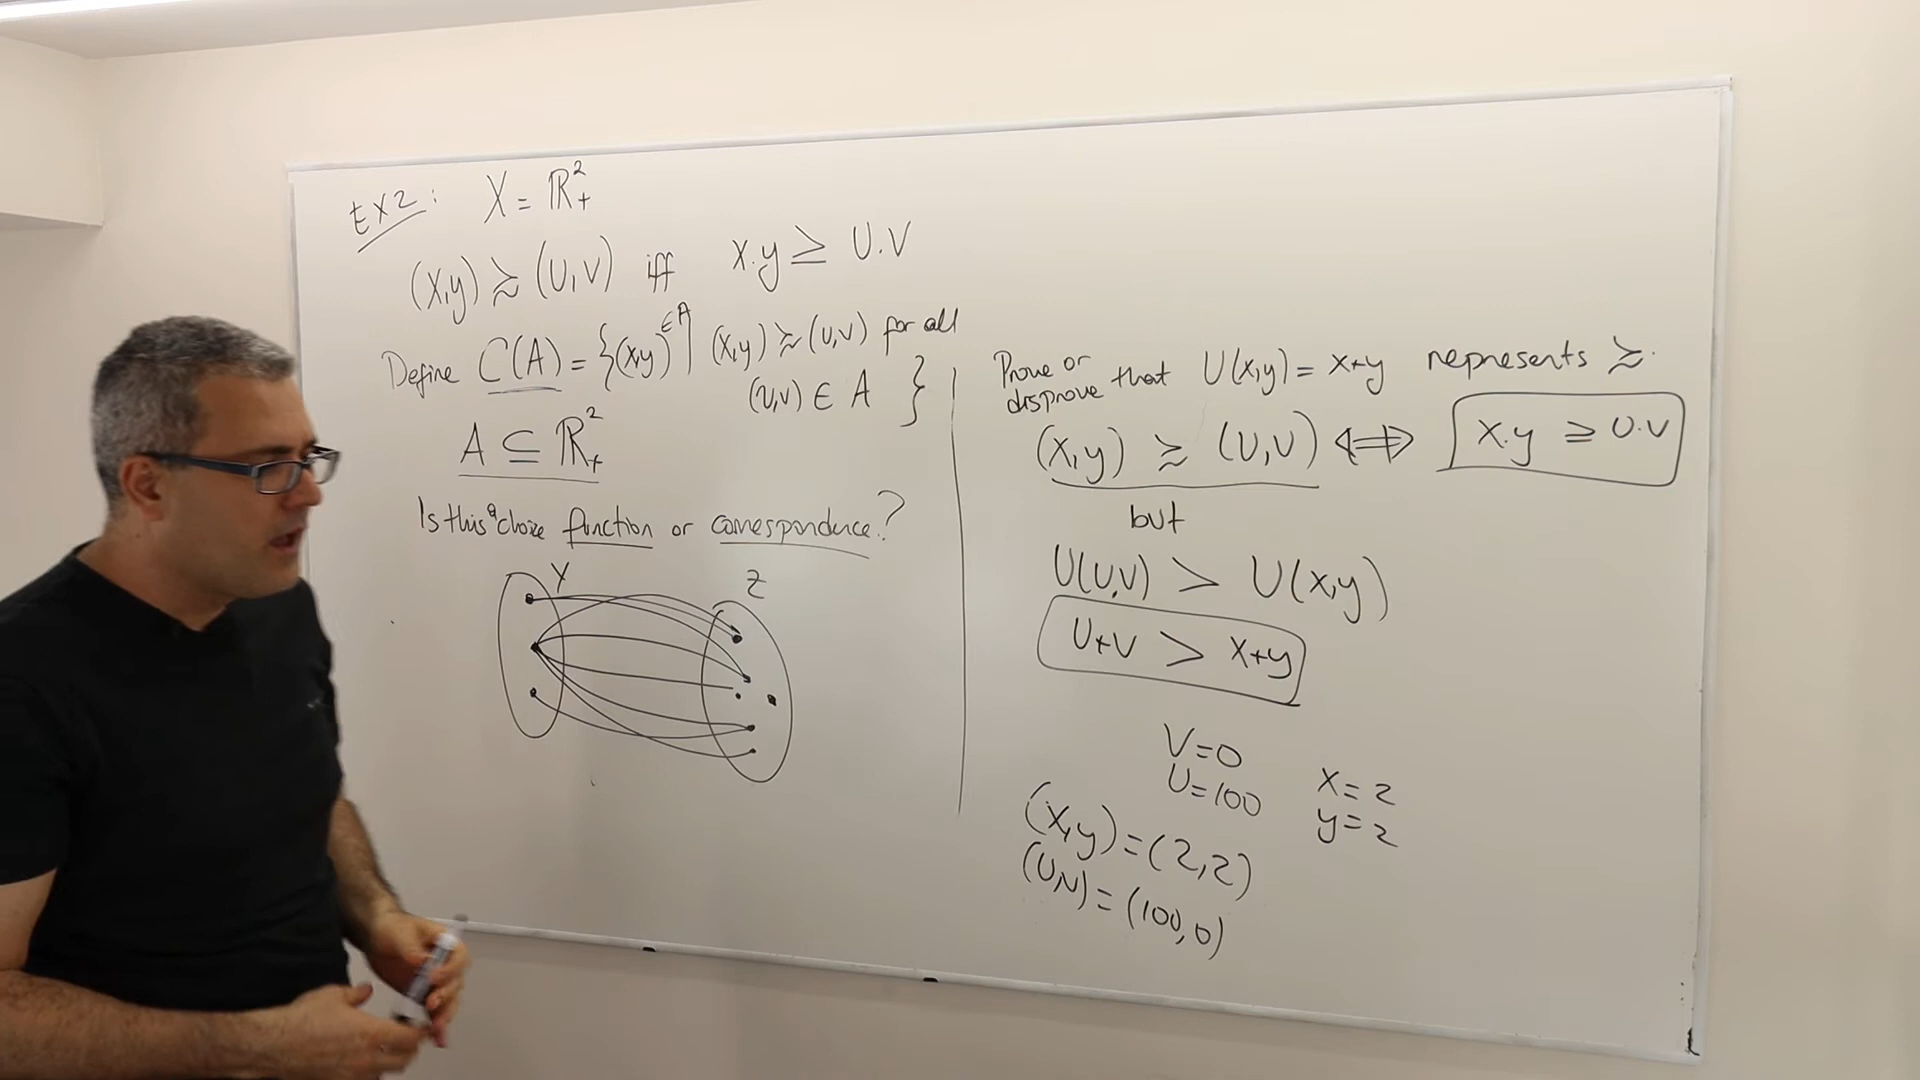 EX2: X = ℝ²₊
(x,y) ≿ (U,V) iff x.y ≥ U.V
Define C(A) = {(x,y)^∈A | (x,y) ≿ (U,V) for all
(U,V) ∈ A }
A ⊆ ℝ²₊
Is this a choice function or correspondence?
Y Z
Prove or
disprove that U(x,y) = x+y represents ≿.
(x,y) ≿ (U,V) ⟺ x.y ≥ U.V
but
U(U,V) > U(x,y)
U+V > x+y
V=0
U=100
x=2
y=2
(x,y) = (2,2)
(U,V) = (100,0)